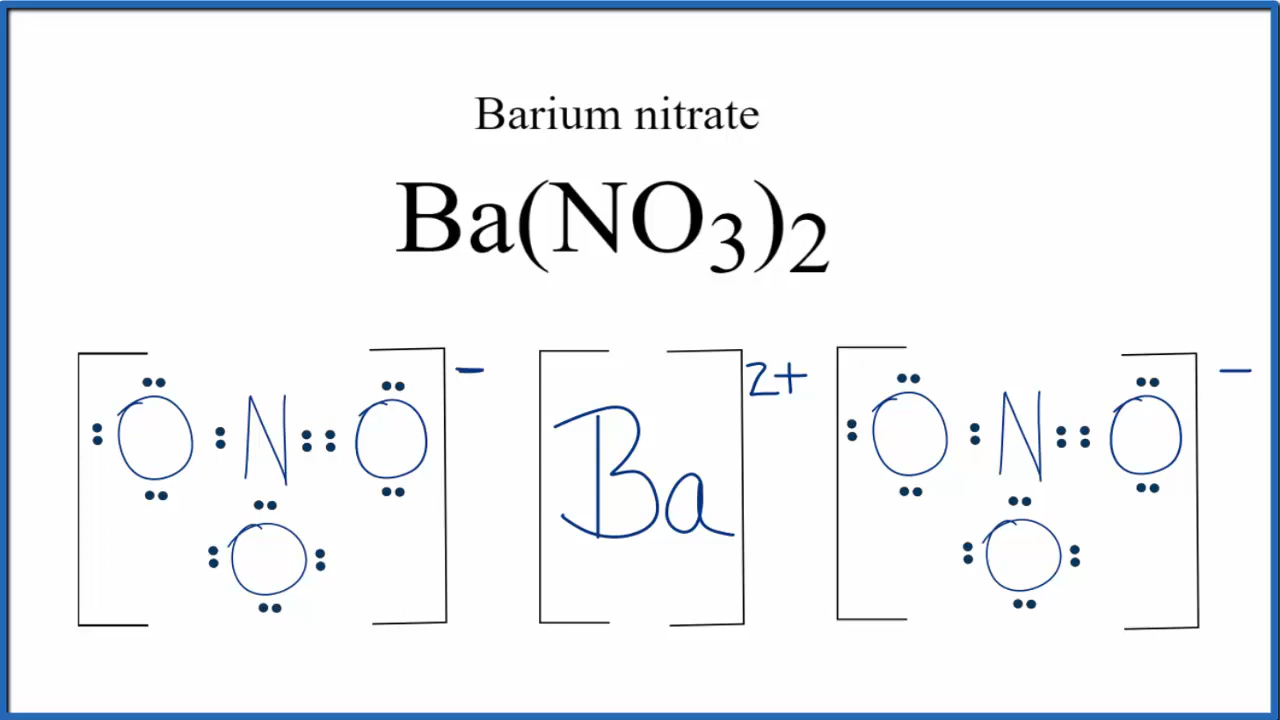 Barium nitrate
Ba(NO3)2
[:O:N::O:]- [Ba]2+ [:O:N::O:]-
O O